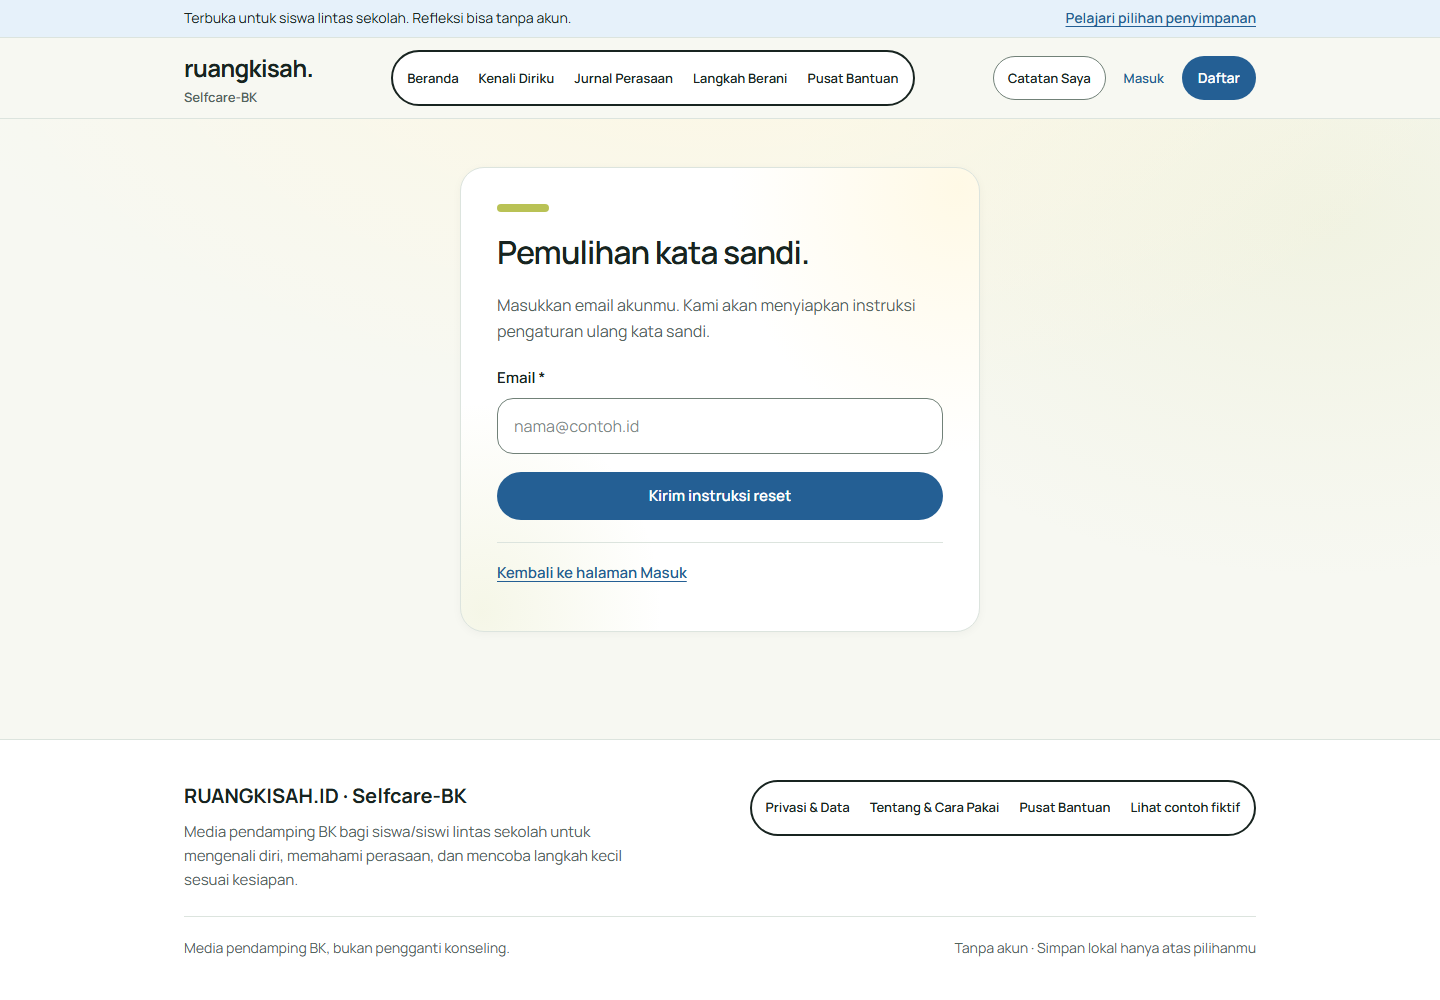 Terbuka untuk siswa lintas sekolah. Refleksi bisa tanpa akun.
Pelajari pilihan penyimpanan
ruangkisah.
Selfcare-BK
Beranda
Kenali Diriku
Jurnal Perasaan
Langkah Berani
Pusat Bantuan
Catatan Saya
Masuk
Daftar
Pemulihan kata sandi.
Masukkan email akunmu. Kami akan menyiapkan instruksi
pengaturan ulang kata sandi.
Email *
nama@contoh.id
Kirim instruksi reset
Kembali ke halaman Masuk
RUANGKISAH.ID · Selfcare-BK
Media pendamping BK bagi siswa/siswi lintas sekolah untuk
mengenali diri, memahami perasaan, dan mencoba langkah kecil
sesuai kesiapan.
Privasi & Data
Tentang & Cara Pakai
Pusat Bantuan
Lihat contoh fiktif
Media pendamping BK, bukan pengganti konseling.
Tanpa akun · Simpan lokal hanya atas pilihanmu